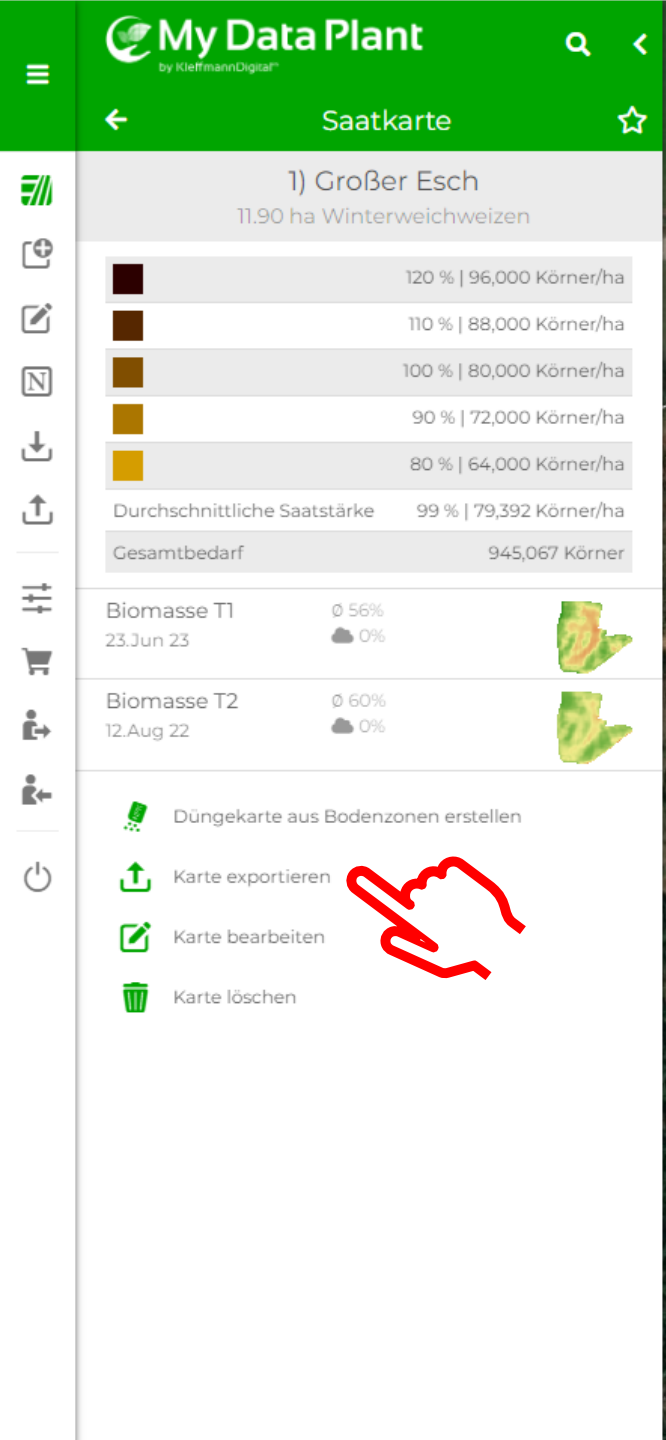 My Data Plant
by KleffmannDigital™
Saatkarte
1) Großer Esch
11.90 ha Winterweichweizen
120 % | 96,000 Körner/ha
110 % | 88,000 Körner/ha
100 % | 80,000 Körner/ha
90 % | 72,000 Körner/ha
80 % | 64,000 Körner/ha
Durchschnittliche Saatstärke 99 % | 79,392 Körner/ha
Gesamtbedarf 945,067 Körner
Biomasse T1 Ø 56%
23.Jun 23 0%
Biomasse T2 Ø 60%
12.Aug 22 0%
Düngekarte aus Bodenzonen erstellen
Karte exportieren
Karte bearbeiten
Karte löschen
N